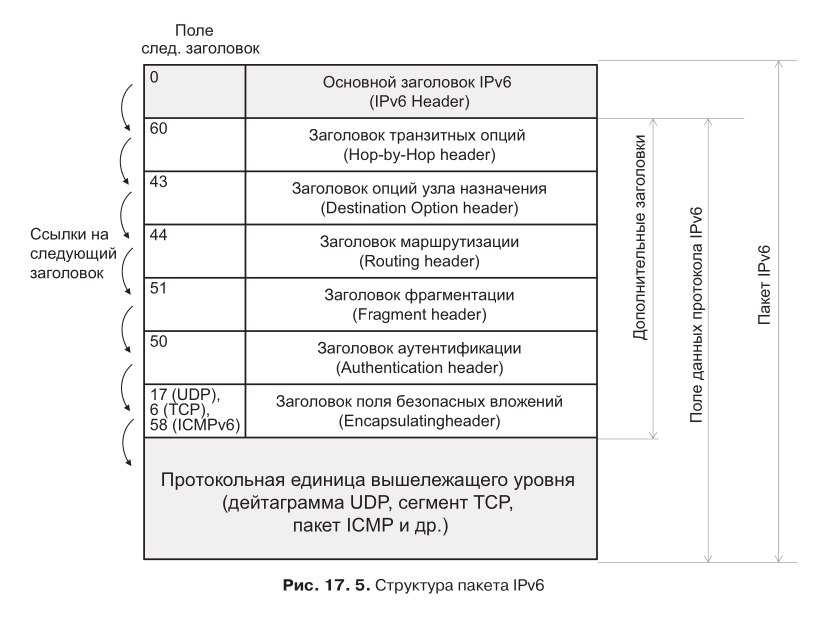 Поле
след. заголовок
0
Основной заголовок IPv6
(IPv6 Header)
60
Заголовок транзитных опций
(Hop-by-Hop header)
43
Заголовок опций узла назначения
(Destination Option header)
44
Заголовок маршрутизации
(Routing header)
51
Заголовок фрагментации
(Fragment header)
50
Заголовок аутентификации
(Authentication header)
17 (UDP),
6 (TCP),
58 (ICMPv6)
Заголовок поля безопасных вложений
(Encapsulatingheader)
Протокольная единица вышележащего уровня
(дейтаграмма UDP, сегмент TCP,
пакет ICMP и др.)
Ссылки на
следующий
заголовок
Дополнительные заголовки
Поле данных протокола IPv6
Пакет IPv6
Рис. 17. 5. Структура пакета IPv6